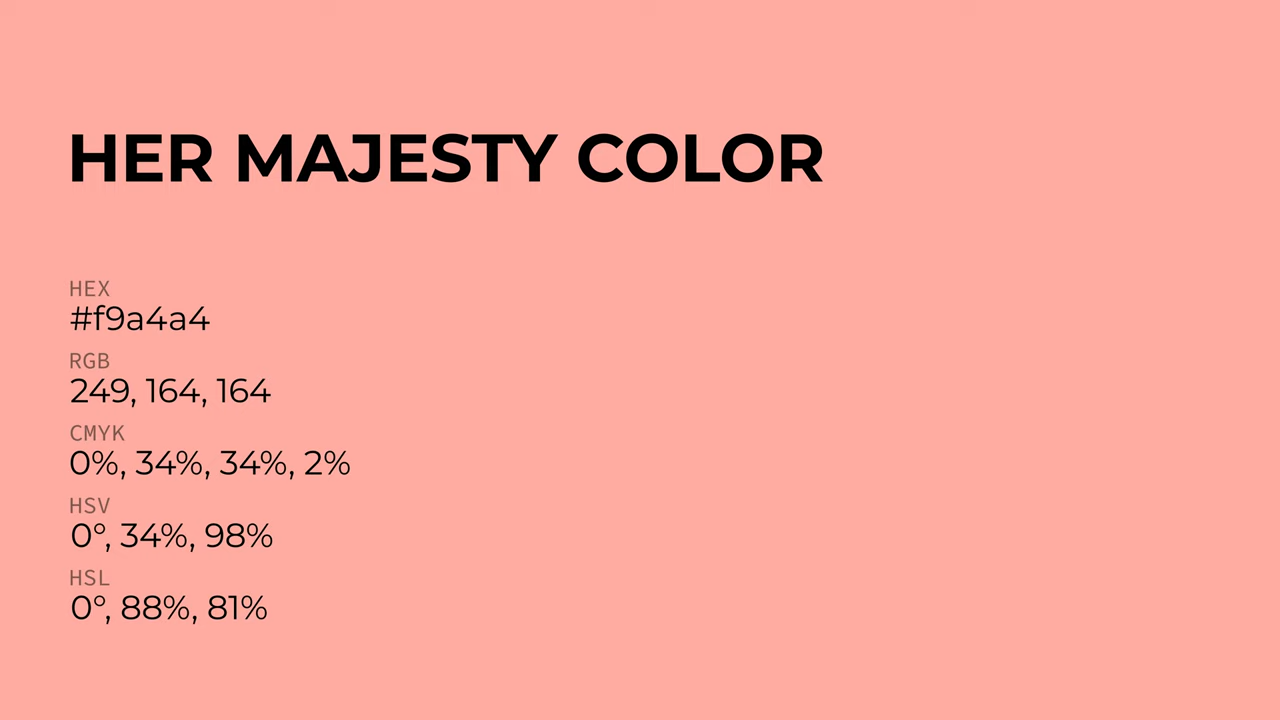 HER MAJESTY COLOR
HEX
#f9a4a4
RGB
249, 164, 164
CMYK
0%, 34%, 34%, 2%
HSV
0°, 34%, 98%
HSL
0°, 88%, 81%